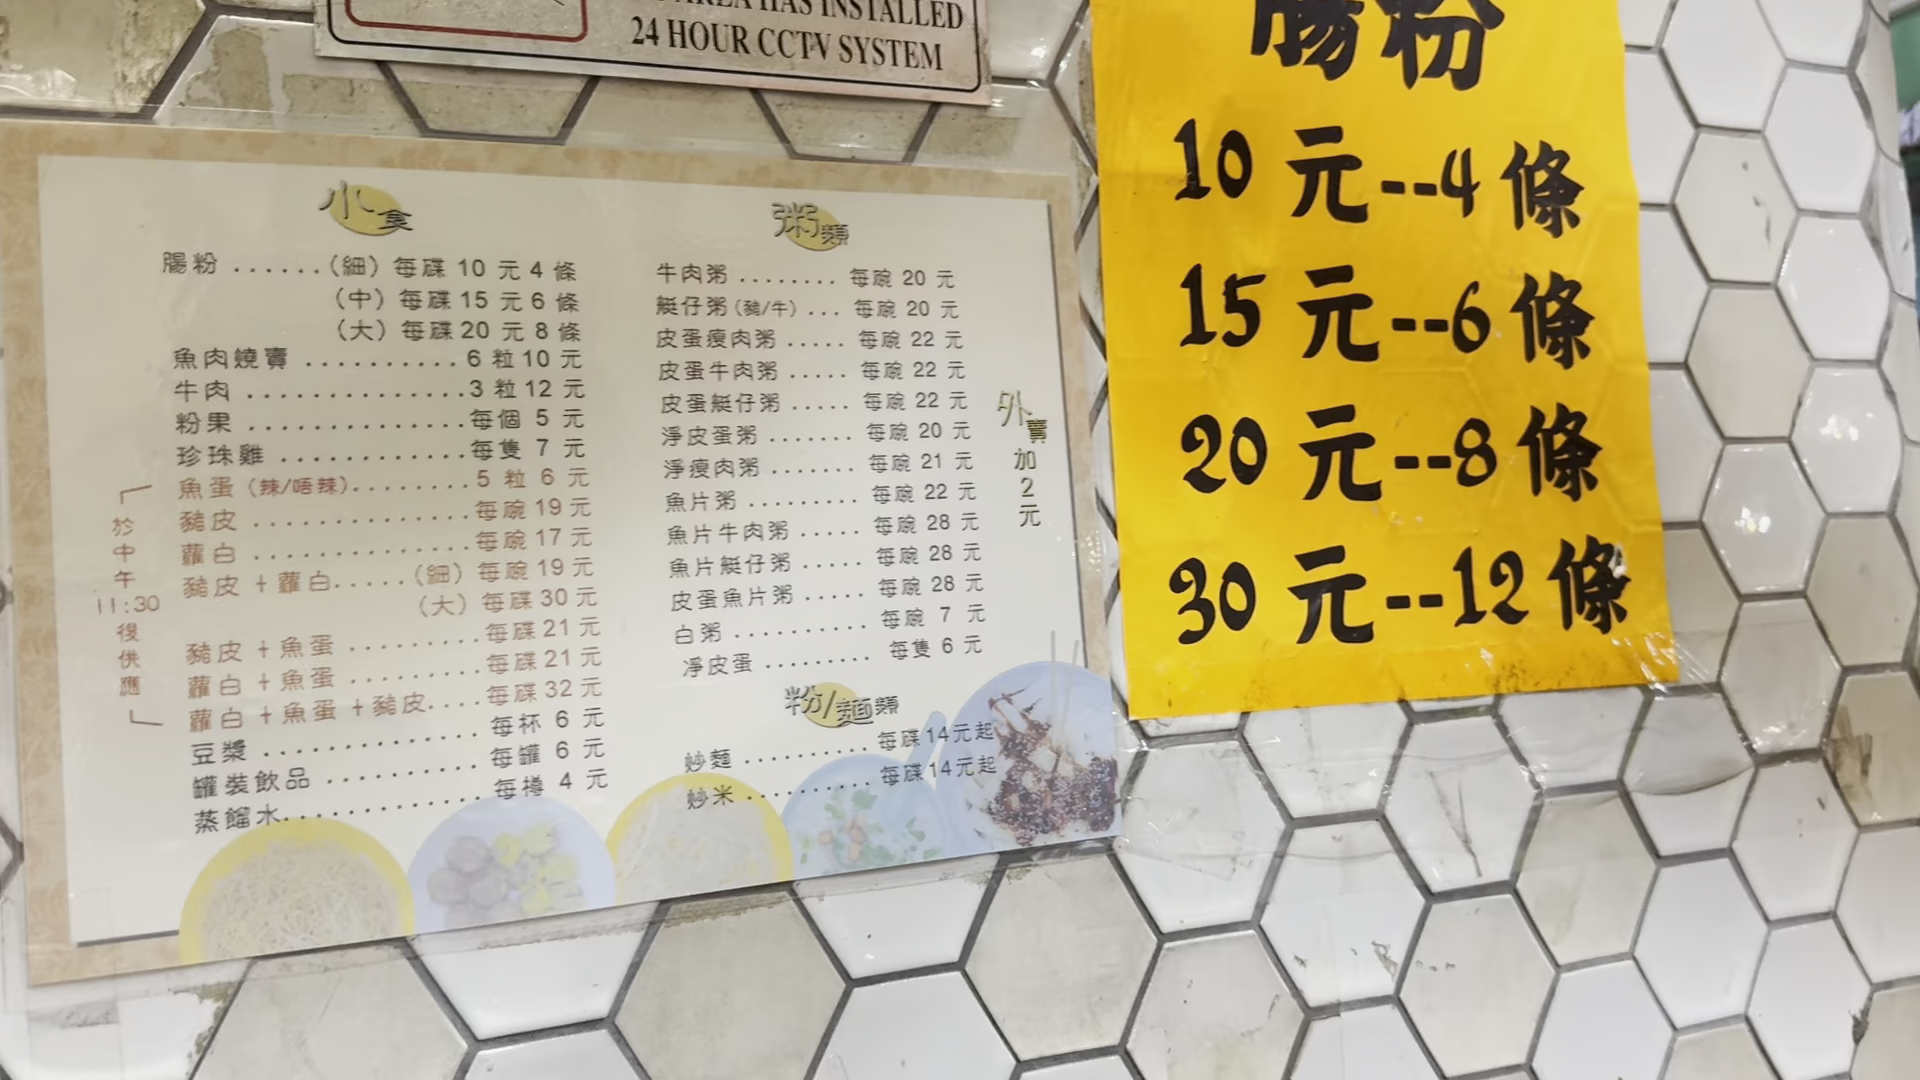 AREA HAS INSTALLED
24 HOUR CCTV SYSTEM
小食
腸粉 ......（細）每碟 10 元 4 條
（中）每碟 15 元 6 條
（大）每碟 20 元 8 條
魚肉燒賣 ...........6 粒 10 元
牛肉 ...............3 粒 12 元
粉果 ...............每個 5 元
珍珠雞 .............每隻 7 元
魚蛋（辣/唔辣）.........5 粒 6 元
豬皮 ...............每碗 19 元
蘿白 ...............每碗 17 元
豬皮 + 蘿白.....（細）每碗 19 元
（大）每碟 30 元
豬皮 + 魚蛋 .........每碟 21 元
蘿白 + 魚蛋 .........每碟 21 元
蘿白 + 魚蛋 + 豬皮....每碟 32 元
於中午11:30後供應
豆漿 ...............每杯 6 元
罐裝飲品 ...........每罐 6 元
蒸餾水..............每樽 4 元
粥類
牛肉粥 ........ 每碗 20 元
艇仔粥（豬/牛）... 每碗 20 元
皮蛋瘦肉粥 ..... 每碗 22 元
皮蛋牛肉粥 ..... 每碗 22 元
皮蛋艇仔粥 ..... 每碗 22 元
淨皮蛋粥 ....... 每碗 20 元
淨瘦肉粥 ....... 每碗 21 元
魚片粥 ......... 每碗 22 元
魚片牛肉粥 ..... 每碗 28 元
魚片艇仔粥 ..... 每碗 28 元
皮蛋魚片粥 ..... 每碗 28 元
白粥 ........... 每碗 7 元
淨皮蛋 ......... 每隻 6 元
外賣加2元
粉/麵類
炒麵 ...........每碟14元起
炒米 ...........每碟14元起
腸粉
10 元--4 條
15 元--6 條
20 元--8 條
30 元--12 條